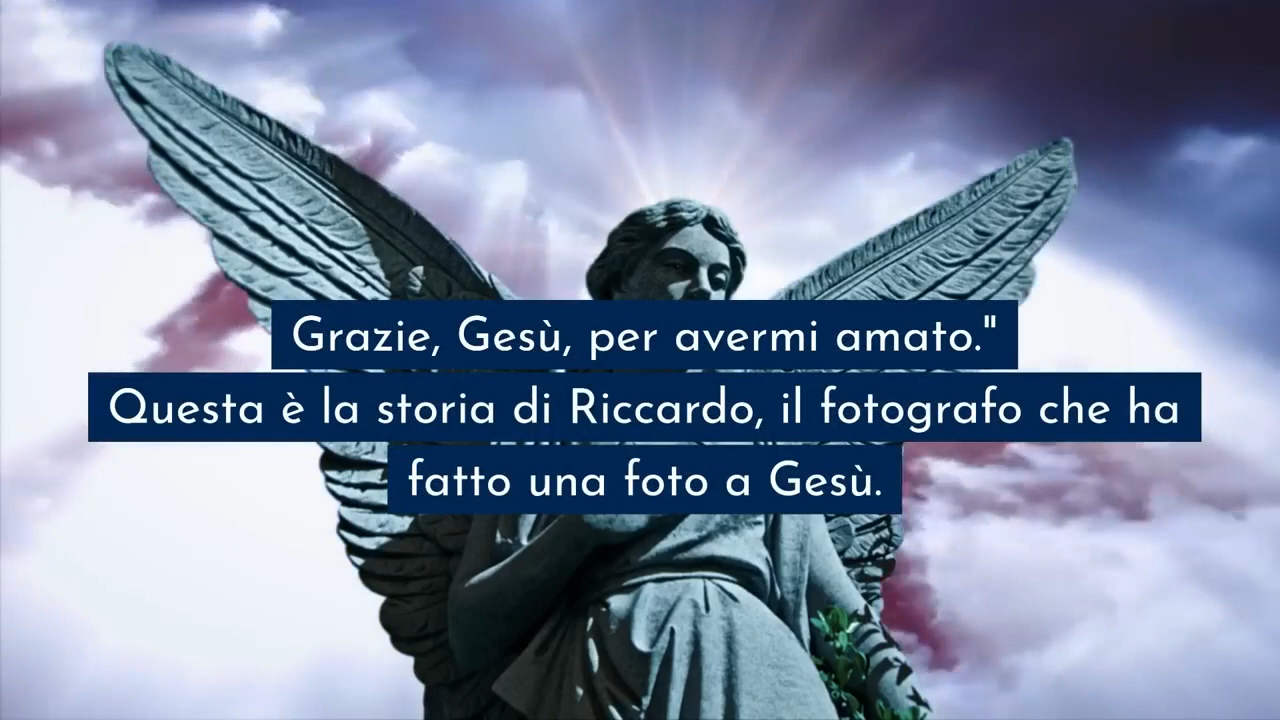 Grazie, Gesù, per avermi amato."
Questa è la storia di Riccardo, il fotografo che ha
fatto una foto a Gesù.